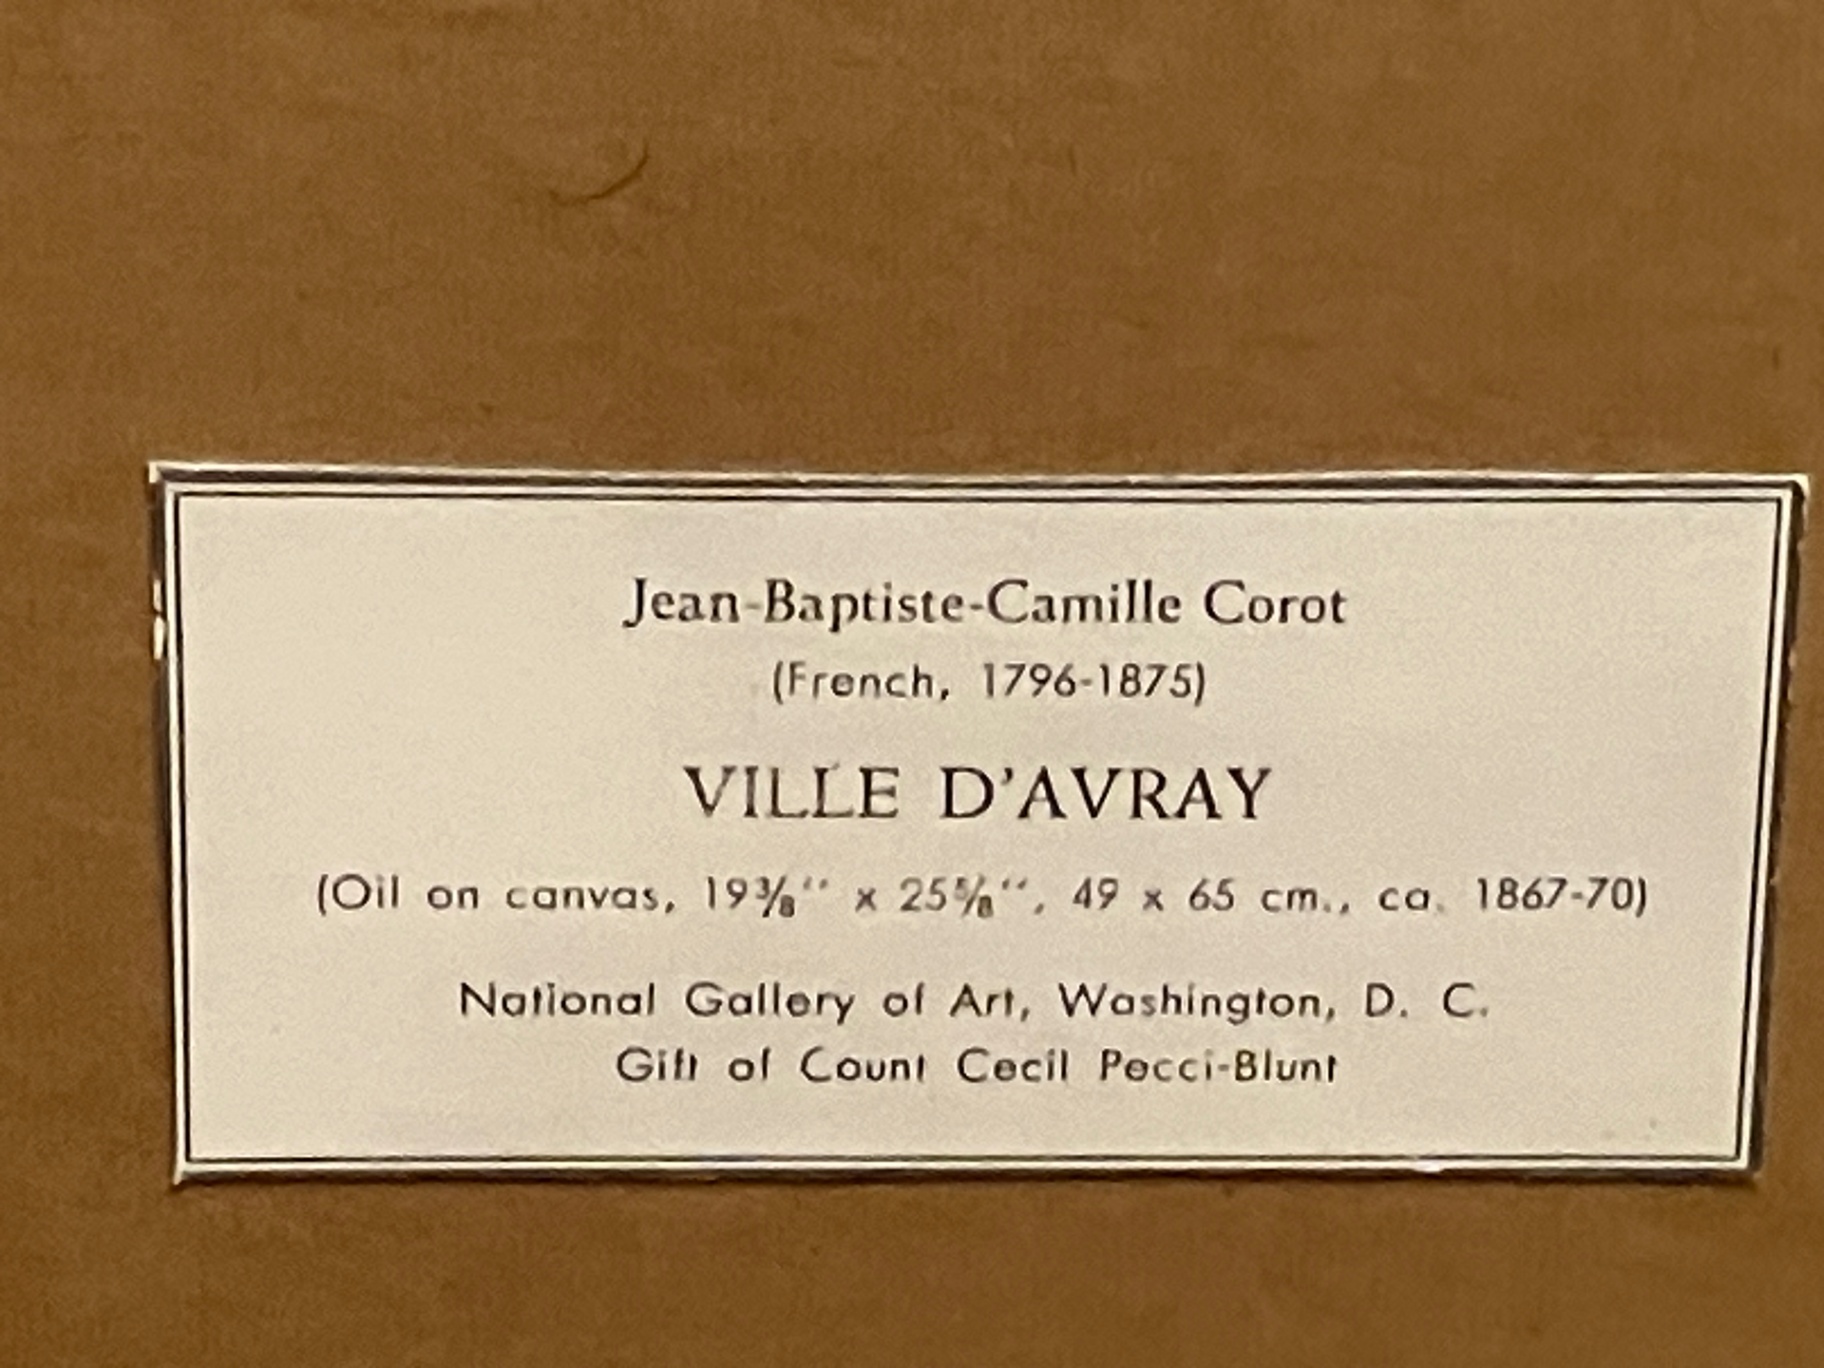 Jean-Baptiste-Camille Corot
(French, 1796-1875)
VILLE D'AVRAY
(Oil on canvas, 19⅜" x 25⅝", 49 x 65 cm., ca. 1867-70)
National Gallery of Art, Washington, D. C.
Gift of Count Cecil Pecci-Blunt